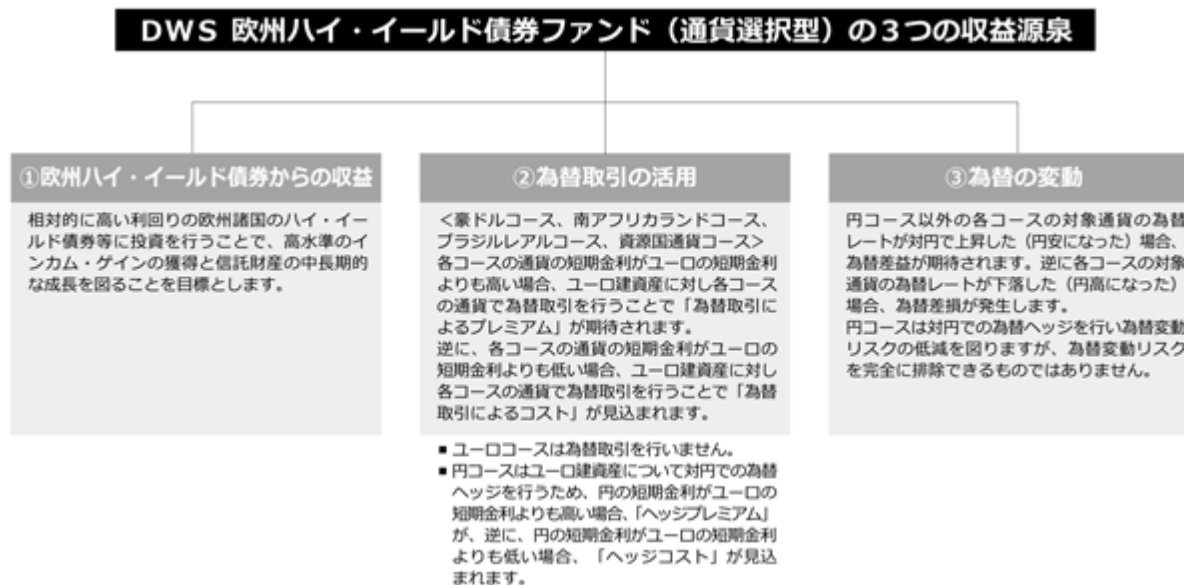 DWS 欧州ハイ・イールド債券ファンド（通貨選択型）の３つの収益源泉
①欧州ハイ・イールド債券からの収益
相対的に高い利回りの欧州諸国のハイ・イー
ルド債券等に投資を行うことで、高水準のイ
ンカム・ゲインの獲得と信託財産の中長期的
な成長を図ることを目標とします。
②為替取引の活用
＜豪ドルコース、南アフリカランドコース、
ブラジルレアルコース、資源国通貨コース＞
各コースの通貨の短期金利がユーロの短期金利
よりも高い場合、ユーロ建資産に対し各コース
の通貨で為替取引を行うことで「為替取引に
よるプレミアム」が期待されます。
逆に、各コースの通貨の短期金利がユーロの
短期金利よりも低い場合、ユーロ建資産に対し
各コースの通貨で為替取引を行うことで「為替
取引によるコスト」が見込まれます。
■ ユーロコースは為替取引を行いません。
■ 円コースはユーロ建資産について対円での為替
ヘッジを行うため、円の短期金利がユーロの
短期金利よりも高い場合、「ヘッジプレミアム」
が、逆に、円の短期金利がユーロの短期金利
よりも低い場合、「ヘッジコスト」が見込
まれます。
③為替の変動
円コース以外の各コースの対象通貨の為替
レートが対円で上昇した（円安になった）場合、
為替差益が期待されます。逆に各コースの対象
通貨の為替レートが下落した（円高になった）
場合、為替差損が発生します。
円コースは対円での為替ヘッジを行い為替変動
リスクの低減を図りますが、為替変動リスク
を完全に排除できるものではありません。